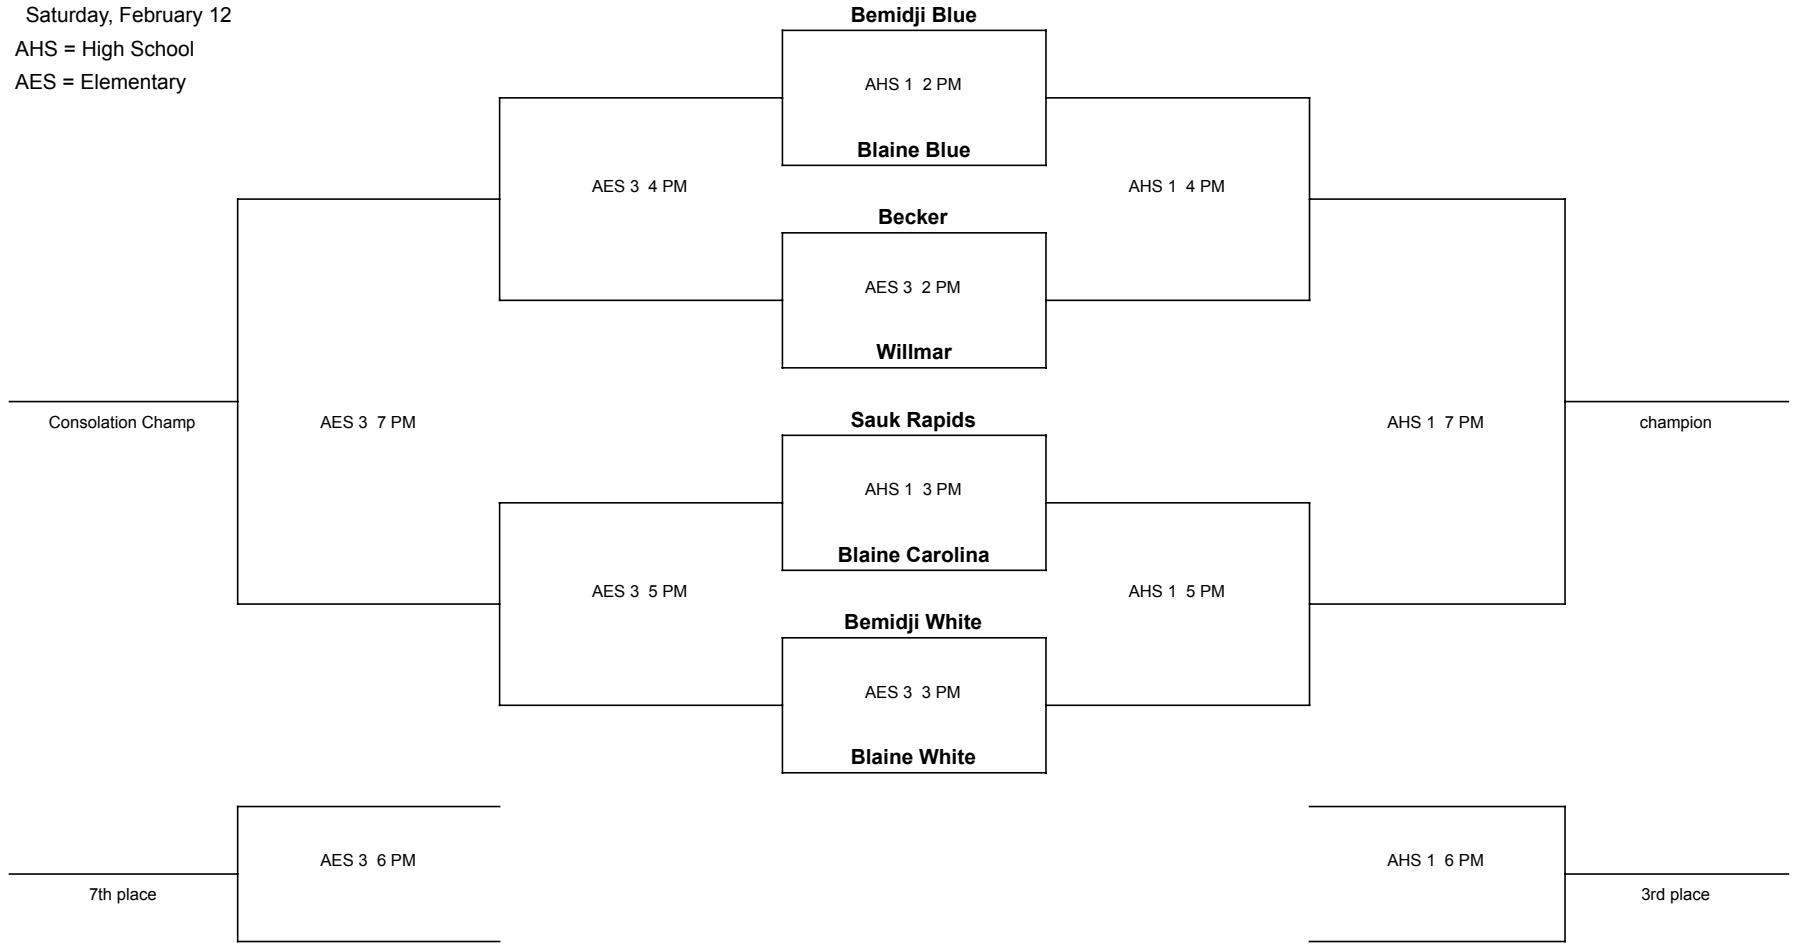 Saturday, February 12
Bemidji Blue
AHS = High School
AES = Elementary
AHS 1  2 PM
Blaine Blue
AES 3  4 PM
AHS 1  4 PM
Becker
AES 3  2 PM
Willmar
Consolation Champ
AES 3  7 PM
Sauk Rapids
AHS 1  7 PM
champion
AHS 1  3 PM
Blaine Carolina
AES 3  5 PM
AHS 1  5 PM
Bemidji White
AES 3  3 PM
Blaine White
AES 3  6 PM
AHS 1  6 PM
7th place
3rd place